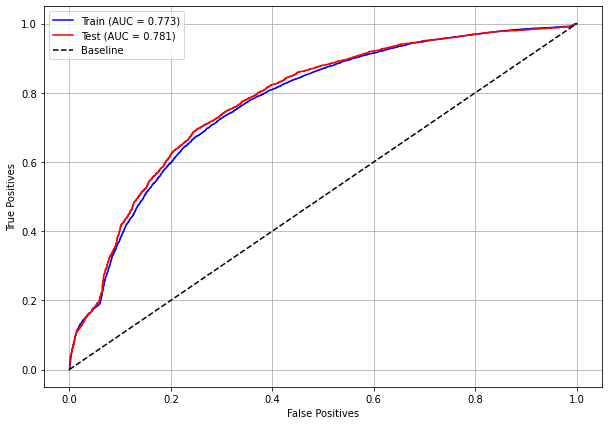 Train (AUC = 0.773)
Test (AUC = 0.781)
Baseline
1.0
0.8
0.6
0.4
0.2
0.0
True Positives
0.0 0.2 0.4 0.6 0.8 1.0
False Positives